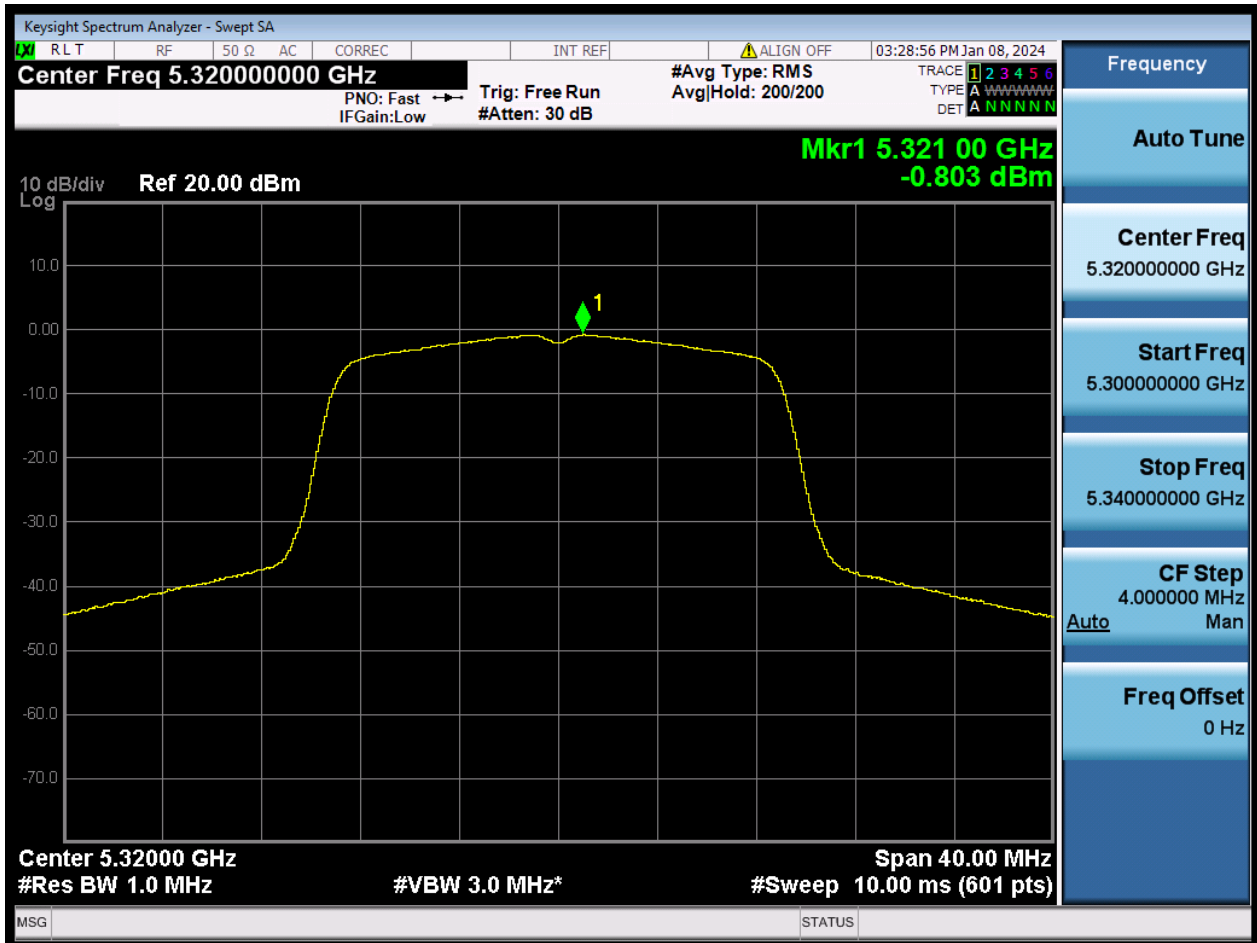 Keysight Spectrum Analyzer - Swept SA
LXI RLT RF 50 Ω AC CORREC INT REF ALIGN OFF 03:28:56 PM Jan 08, 2024
Center Freq 5.320000000 GHz
PNO: Fast
IFGain:Low
Trig: Free Run
#Atten: 30 dB
#Avg Type: RMS
Avg|Hold: 200/200
TRACE 1 2 3 4 5 6
TYPE A WWWWW
DET A N N N N N
Mkr1 5.321 00 GHz
-0.803 dBm
10 dB/div Ref 20.00 dBm
Log
10.0
0.00
-10.0
-20.0
-30.0
-40.0
-50.0
-60.0
-70.0
1
Center 5.32000 GHz Span 40.00 MHz
#Res BW 1.0 MHz #VBW 3.0 MHz* #Sweep 10.00 ms (601 pts)
MSG STATUS
Frequency
Auto Tune
Center Freq
5.320000000 GHz
Start Freq
5.300000000 GHz
Stop Freq
5.340000000 GHz
CF Step
4.000000 MHz
Auto Man
Freq Offset
0 Hz